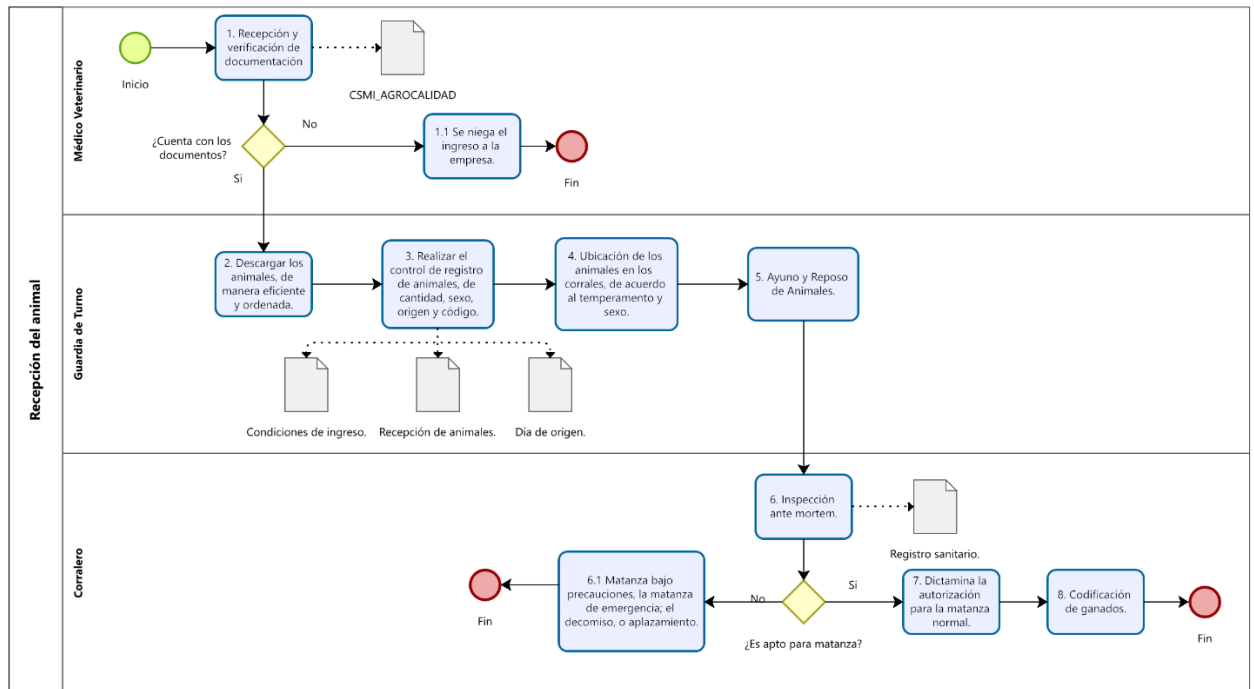 Recepción del animal
Médico Veterinario
Inicio
1. Recepción y
verificación de
documentación
CSMI_AGROCALIDAD
¿Cuenta con los
documentos?
No
Si
1.1 Se niega el
ingreso a la
empresa.
Fin
Guardia de Turno
2. Descargar los
animales, de
manera eficiente
y ordenada.
3. Realizar el
control de registro
de animales, de
cantidad, sexo,
origen y código.
4. Ubicación de los
animales en los
corrales, de acuerdo
al temperamento y
sexo.
5. Ayuno y Reposo
de Animales.
Condiciones de ingreso.
Recepción de animales.
Día de origen.
Corralero
6. Inspección
ante mortem.
Registro sanitario.
¿Es apto para matanza?
No
Si
6.1 Matanza bajo
precauciones, la matanza
de emergencia; el
decomiso, o aplazamiento.
Fin
7. Dictamina la
autorización
para la matanza
normal.
8. Codificación
de ganados.
Fin